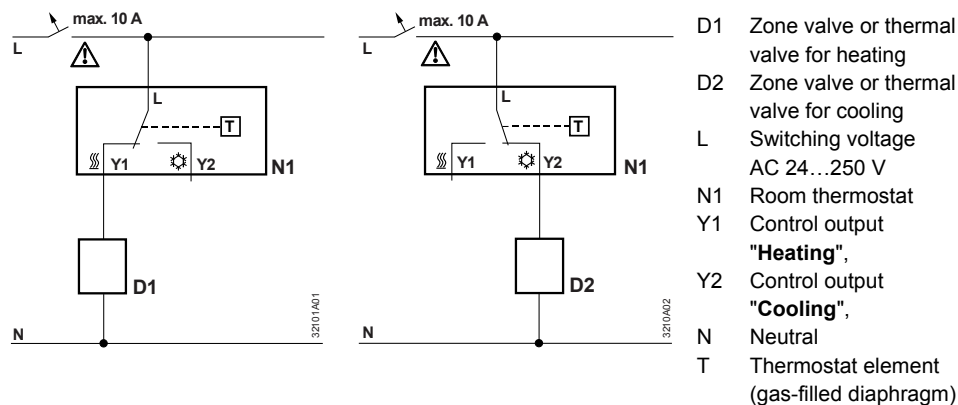 max. 10 A
L
L
T
Y1
Y2
N1
D1
32101A01
N
max. 10 A
L
L
T
Y1
Y2
N1
D2
3210A02
N
D1 Zone valve or thermal
valve for heating
D2 Zone valve or thermal
valve for cooling
L Switching voltage
AC 24…250 V
N1 Room thermostat
Y1 Control output
"Heating",
Y2 Control output
"Cooling",
N Neutral
T Thermostat element
(gas-filled diaphragm)